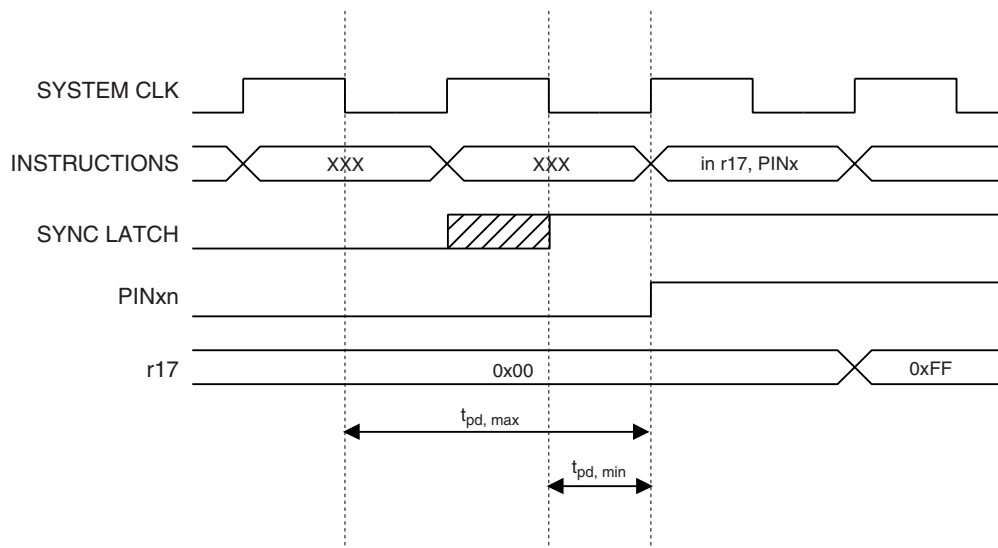 SYSTEM CLK
INSTRUCTIONS XXX XXX in r17, PINx
SYNC LATCH
PINxn
r17 0x00 0xFF
tpd, max
tpd, min